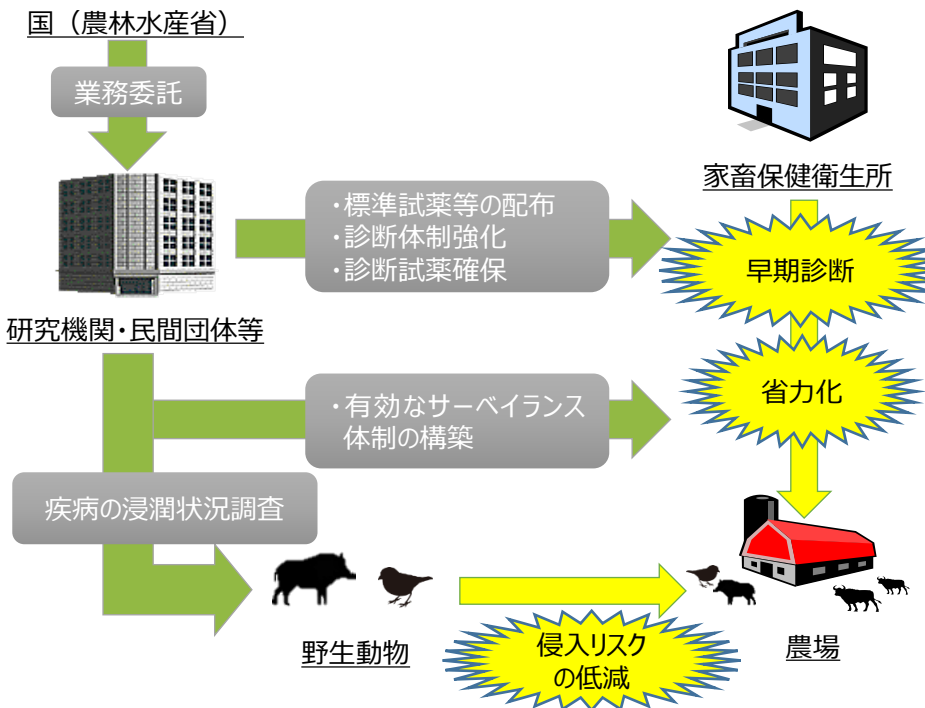 国（農林水産省）
業務委託
家畜保健衛生所
・標準試薬等の配布
・診断体制強化
・診断試薬確保
早期診断
研究機関・民間団体等
省力化
・有効なサーベイランス
体制の構築
疾病の浸潤状況調査
野生動物
侵入リスク
の低減
農場